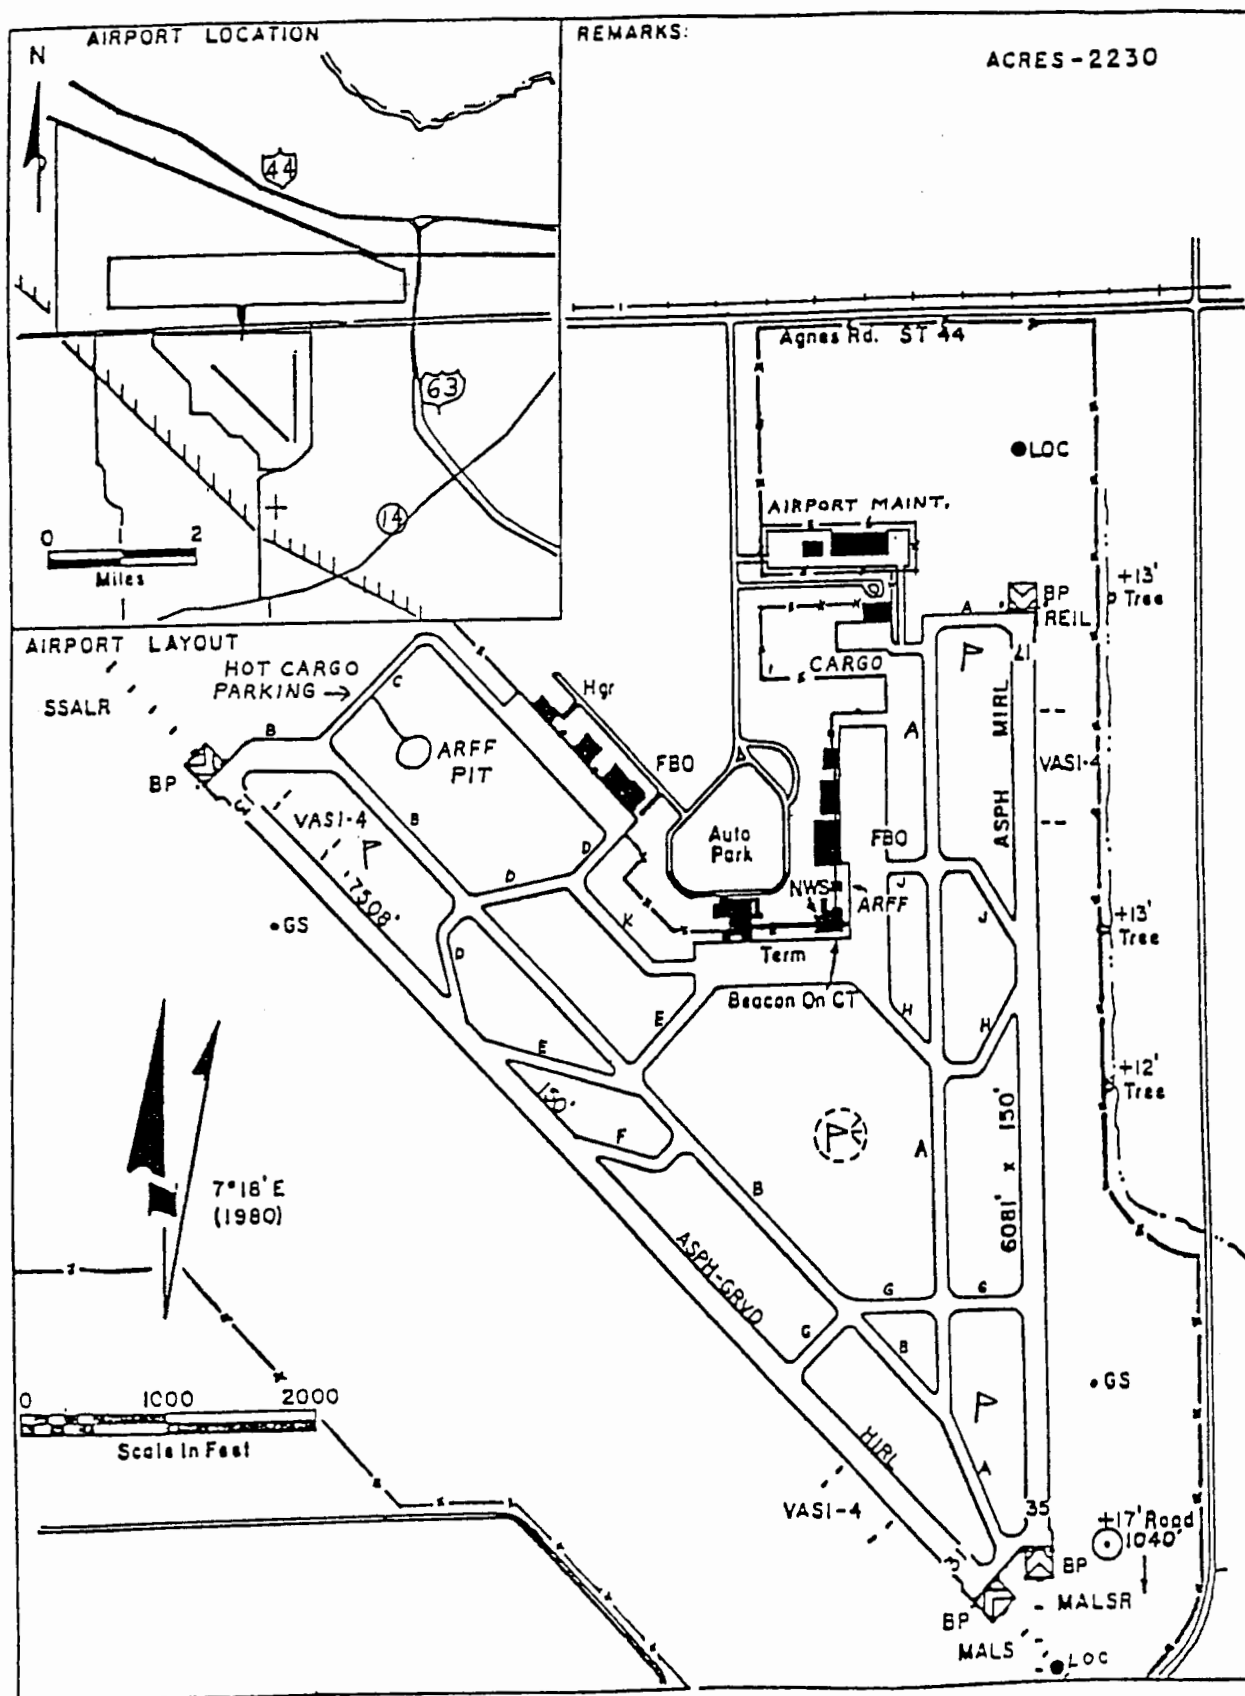 AIRPORT LOCATION
N
44
63
14
0 2
Miles
REMARKS:
ACRES-2230
Agnes Rd. ST 44
LOC
AIRPORT MAINT.
+13'
Tree
BP
REIL
A
17
CARGO
AIRPORT LAYOUT
HOT CARGO
PARKING
SSALR
C
Hgr
B
ARFF
PIT
FBO
BP
13
VASI-4
B
A
MIRL
ASPH
VASI-4
Auto
Park
FBO
D
D
7508'
K
NWS
ARFF
J
J
+13'
Tree
GS
D
Term
Beacon On CT
E
H
H
E
+12'
Tree
150'
F
A
7°18'E
(1980)
B
6081' x 150'
ASPH-GRVD
G
G
G
B
GS
0 1000 2000
Scale In Feet
HIRL
A
VASI-4
35
+17' Road
1040'
31
BP
MALSR
BP
MALS
LOC